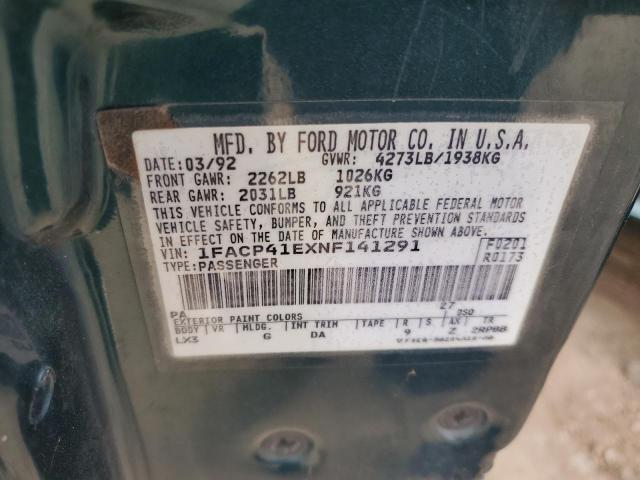 MFD. BY FORD MOTOR CO. IN U.S.A.
DATE: 03/92 GVWR: 4273LB/1938KG
FRONT GAWR: 2262LB 1026KG
REAR GAWR: 2031LB 921KG
THIS VEHICLE CONFORMS TO ALL APPLICABLE FEDERAL MOTOR
VEHICLE SAFETY, BUMPER, AND THEFT PREVENTION STANDARDS
IN EFFECT ON THE DATE OF MANUFACTURE SHOWN ABOVE.
VIN: 1FACP41EXNF141291 F0201
TYPE: PASSENGER R0173
PA 27
EXTERIOR PAINT COLORS DSO
BODY VR MLDG. INT TRIM TAPE R S AX TR
LX3 G DA 9 Z 2RP88